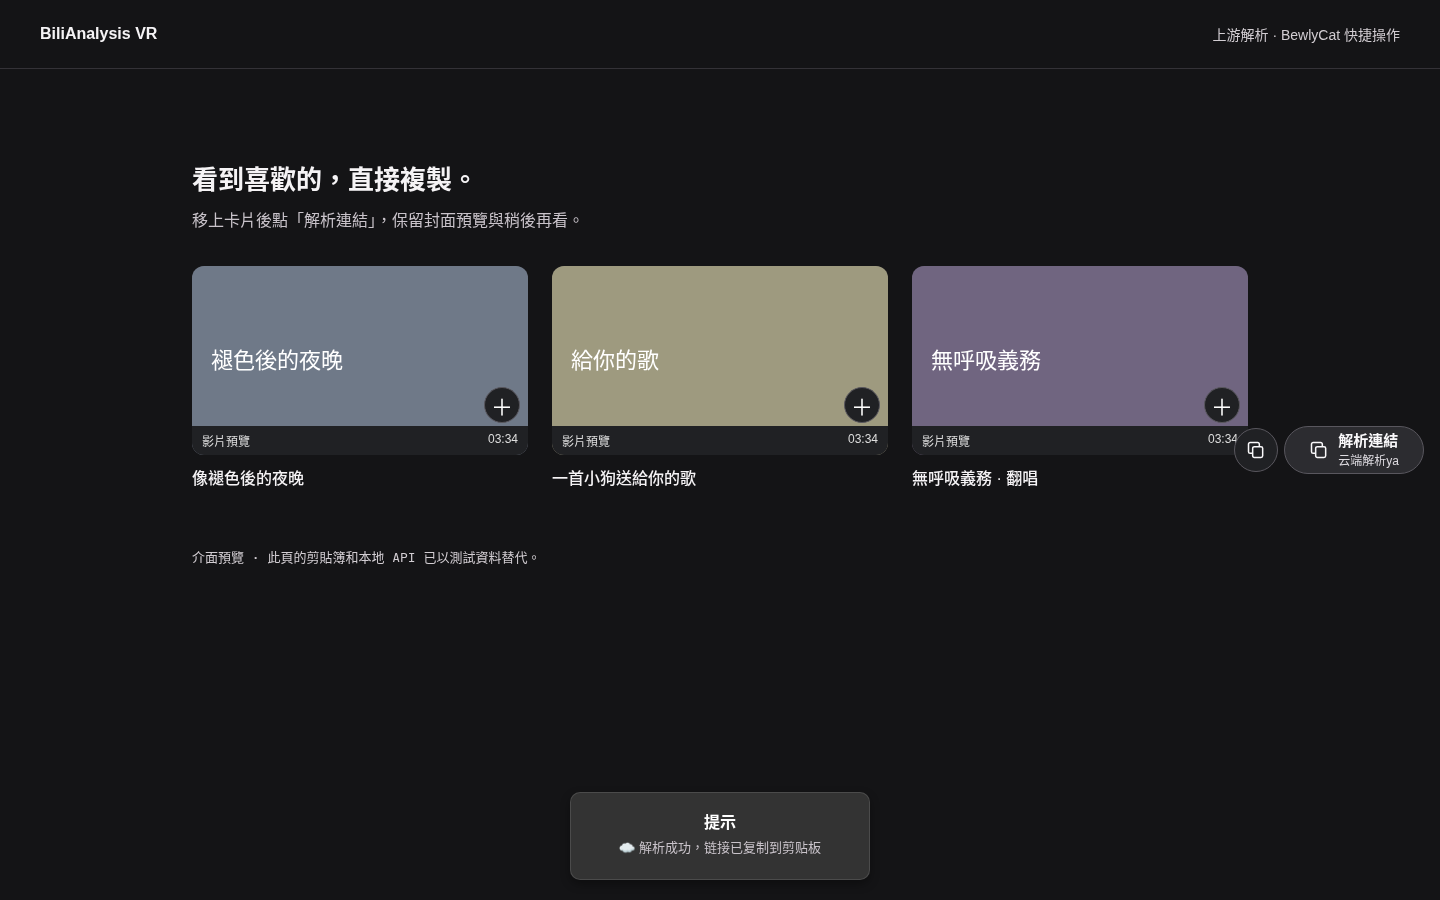 BiliAnalysis VR
上游解析 · BewlyCat 快捷操作
看到喜歡的，直接複製。
移上卡片後點「解析連結」，保留封面預覽與稍後再看。
褪色後的夜晚
給你的歌
無呼吸義務
影片預覽 03:34
影片預覽 03:34
影片預覽 03:34
解析連結
云端解析ya
像褪色後的夜晚
一首小狗送給你的歌
無呼吸義務 · 翻唱
介面預覽 · 此頁的剪貼簿和本地 API 已以測試資料替代。
提示
☁️ 解析成功，链接已复制到剪贴板